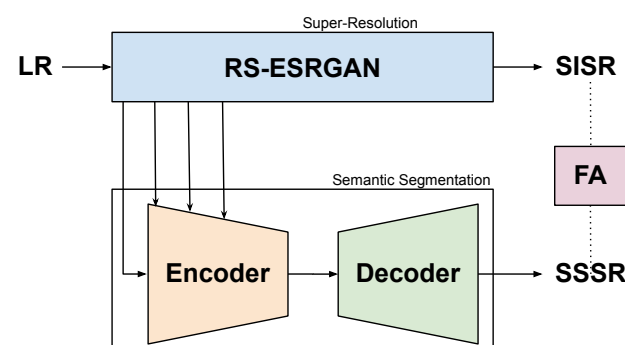 Super-Resolution
LR
RS-ESRGAN
SISR
FA
Semantic Segmentation
Encoder
Decoder
SSSR